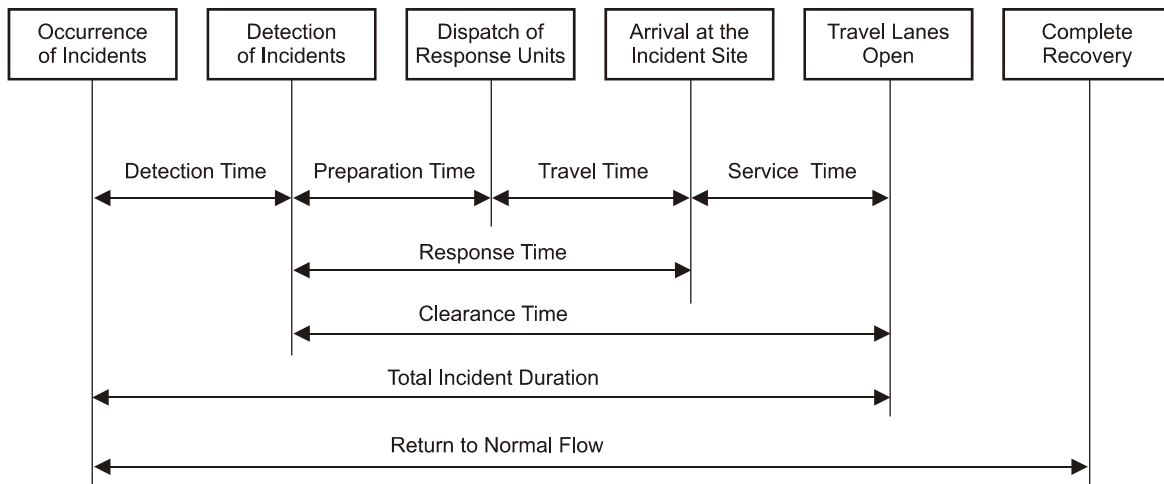 Occurrence
of Incidents
Detection
of Incidents
Dispatch of
Response Units
Arrival at the
Incident Site
Travel Lanes
Open
Complete
Recovery
Detection Time
Preparation Time
Travel Time
Service Time
Response Time
Clearance Time
Total Incident Duration
Return to Normal Flow